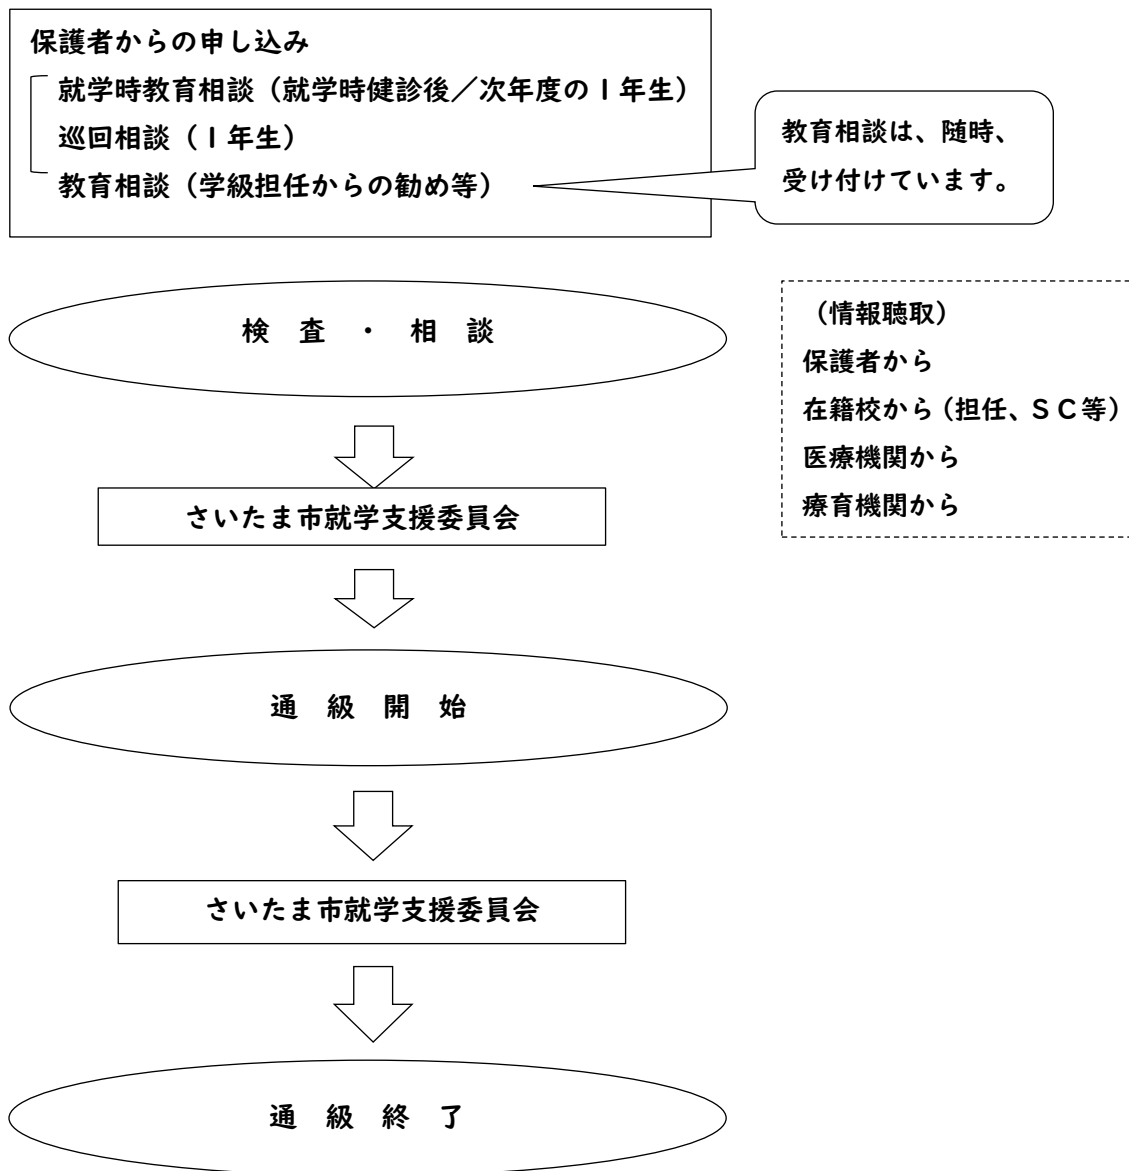 保護者からの申し込み
就学時教育相談（就学時健診後／次年度の1年生）
巡回相談（1年生）
教育相談（学級担任からの勧め等）
教育相談は、随時、
受け付けています。
検 査 ・ 相 談
（情報聴取）
保護者から
在籍校から（担任、ＳＣ等）
医療機関から
療育機関から
さいたま市就学支援委員会
通 級 開 始
さいたま市就学支援委員会
通 級 終 了